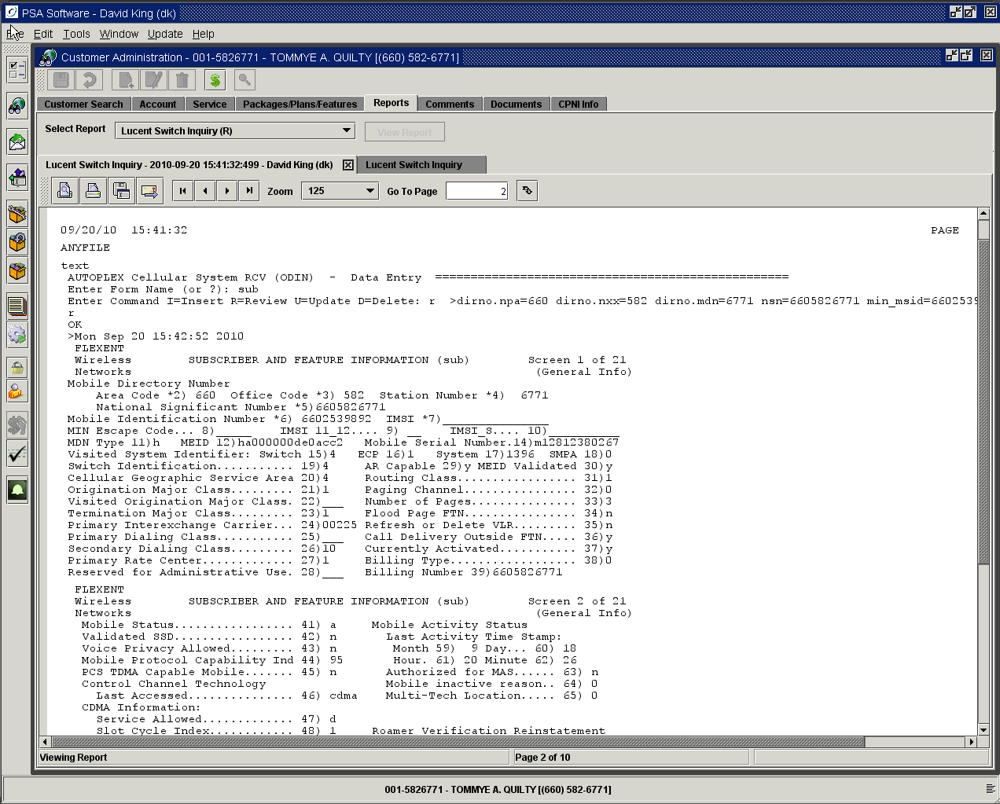 PSA Software - David King (dk)
File Edit Tools Window Update Help
Customer Administration - 001-5826771 - TOMMYE A. QUILTY [(660) 582-6771]
Customer Search Account Service Packages/Plans/Features Reports Comments Documents CPNI Info
Select Report Lucent Switch Inquiry (R) View Report
Lucent Switch Inquiry - 2010-09-20 15:41:32:499 - David King (dk) Lucent Switch Inquiry
Zoom 125 Go To Page 2
09/20/10 15:41:32 PAGE
ANYFILE
text
AUTOPLEX Cellular System RCV (ODIN) - Data Entry ==================================================
Enter Form Name (or ?): sub
Enter Command I=Insert R=Review U=Update D=Delete: r >dirno.npa=660 dirno.nxx=582 dirno.mdn=6771 nsn=6605826771 min_msid=6602539
r
OK
>Mon Sep 20 15:42:52 2010
FLEXENT
Wireless SUBSCRIBER AND FEATURE INFORMATION (sub) Screen 1 of 21
Networks (General Info)
Mobile Directory Number
Area Code *2) 660 Office Code *3) 582 Station Number *4) 6771
National Significant Number *5)6605826771
Mobile Identification Number *6) 6602539892 IMSI *7)_______________
MIN Escape Code... 8)_____ IMSI 11_12.... 9) __ IMSI_S.... 10)__________
MDN Type 11)h MEID 12)ha000000de0acc2 Mobile Serial Number.14)m12812380267
Visited System Identifier: Switch 15)4 ECP 16)1 System 17)1396 SMPA 18)0
Switch Identification........... 19)4 AR Capable 29)y MEID Validated 30)y
Cellular Geographic Service Area 20)4 Routing Class................. 31)1
Origination Major Class......... 21)1 Paging Channel................ 32)0
Visited Origination Major Class. 22)___ Number of Pages............... 33)3
Termination Major Class......... 23)1 Flood Page FTN................ 34)n
Primary Interexchange Carrier... 24)00225 Refresh or Delete VLR......... 35)n
Primary Dialing Class........... 25)___ Call Delivery Outside FTN..... 36)y
Secondary Dialing Class......... 26)10 Currently Activated........... 37)y
Primary Rate Center............. 27)1 Billing Type.................. 38)0
Reserved for Administrative Use. 28)___ Billing Number 39)6605826771
FLEXENT
Wireless SUBSCRIBER AND FEATURE INFORMATION (sub) Screen 2 of 21
Networks (General Info)
Mobile Status................. 41) a Mobile Activity Status
Validated SSD................. 42) n Last Activity Time Stamp:
Voice Privacy Allowed......... 43) n Month 59) 9 Day... 60) 18
Mobile Protocol Capability Ind 44) 95 Hour. 61) 20 Minute 62) 26
PCS TDMA Capable Mobile....... 45) n Authorized for MAS...... 63) n
Control Channel Technology Mobile inactive reason.. 64) 0
Last Accessed............... 46) cdma Multi-Tech Location..... 65) 0
CDMA Information:
Service Allowed............. 47) d
Slot Cycle Index............ 48) 1 Roamer Verification Reinstatement
Viewing Report Page 2 of 10
001-5826771 - TOMMYE A. QUILTY [(660) 582-6771]